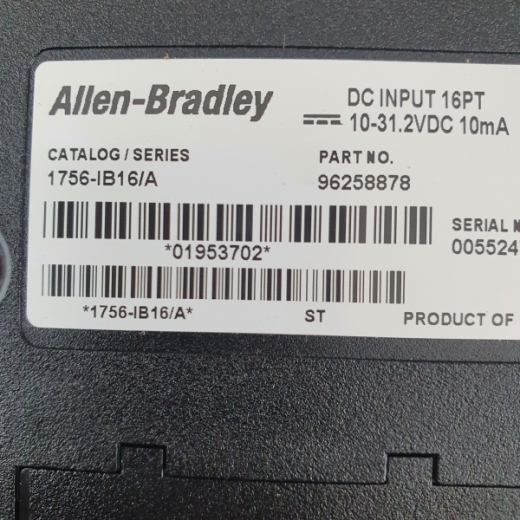 Allen-Bradley
DC INPUT 16PT
10-31.2VDC 10mA
CATALOG / SERIES
1756-IB16/A
PART NO.
96258878
SERIAL
005524
*01953702*
*1756-IB16/A*
ST
PRODUCT OF